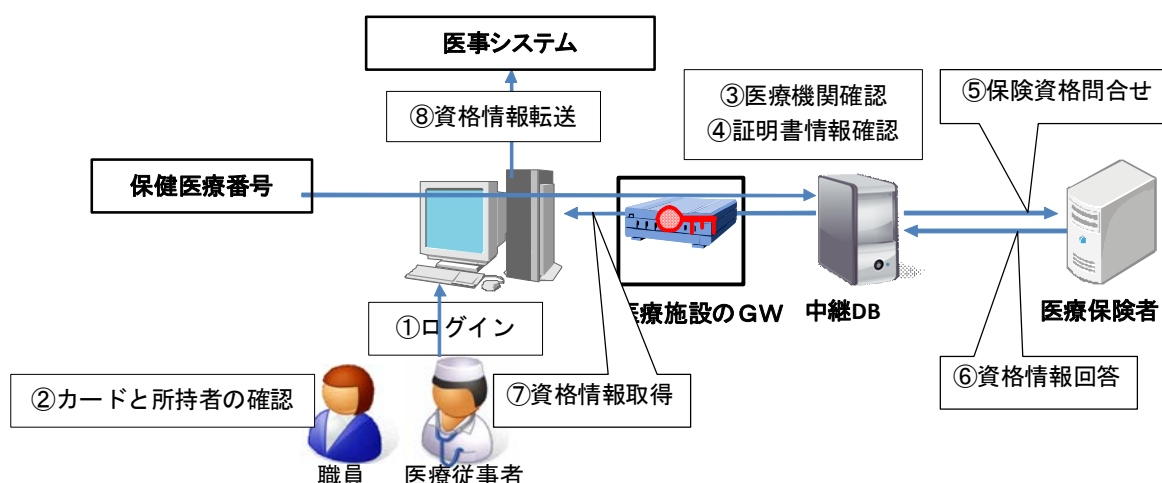 医事システム
⑧資格情報転送
③医療機関確認
④証明書情報確認
⑤保険資格問合せ
保健医療番号
医療施設のGW
中継DB
医療保険者
①ログイン
②カードと所持者の確認
⑦資格情報取得
⑥資格情報回答
職員
医療従事者